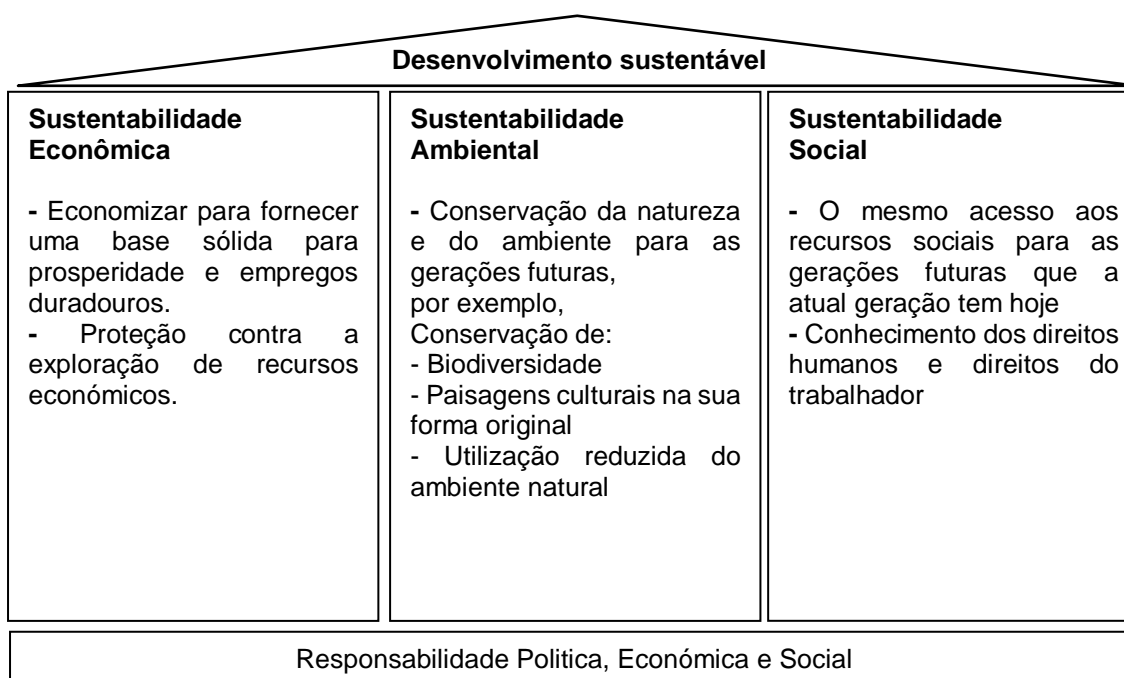 Desenvolvimento sustentável
Sustentabilidade
Econômica
- Economizar para fornecer
uma base sólida para
prosperidade e empregos
duradouros.
- Proteção contra a
exploração de recursos
económicos.
Sustentabilidade
Ambiental
- Conservação da natureza
e do ambiente para as
gerações futuras,
por exemplo,
Conservação de:
- Biodiversidade
- Paisagens culturais na sua
forma original
- Utilização reduzida do
ambiente natural
Sustentabilidade
Social
- O mesmo acesso aos
recursos sociais para as
gerações futuras que a
atual geração tem hoje
- Conhecimento dos direitos
humanos e direitos do
trabalhador
Responsabilidade Politica, Económica e Social